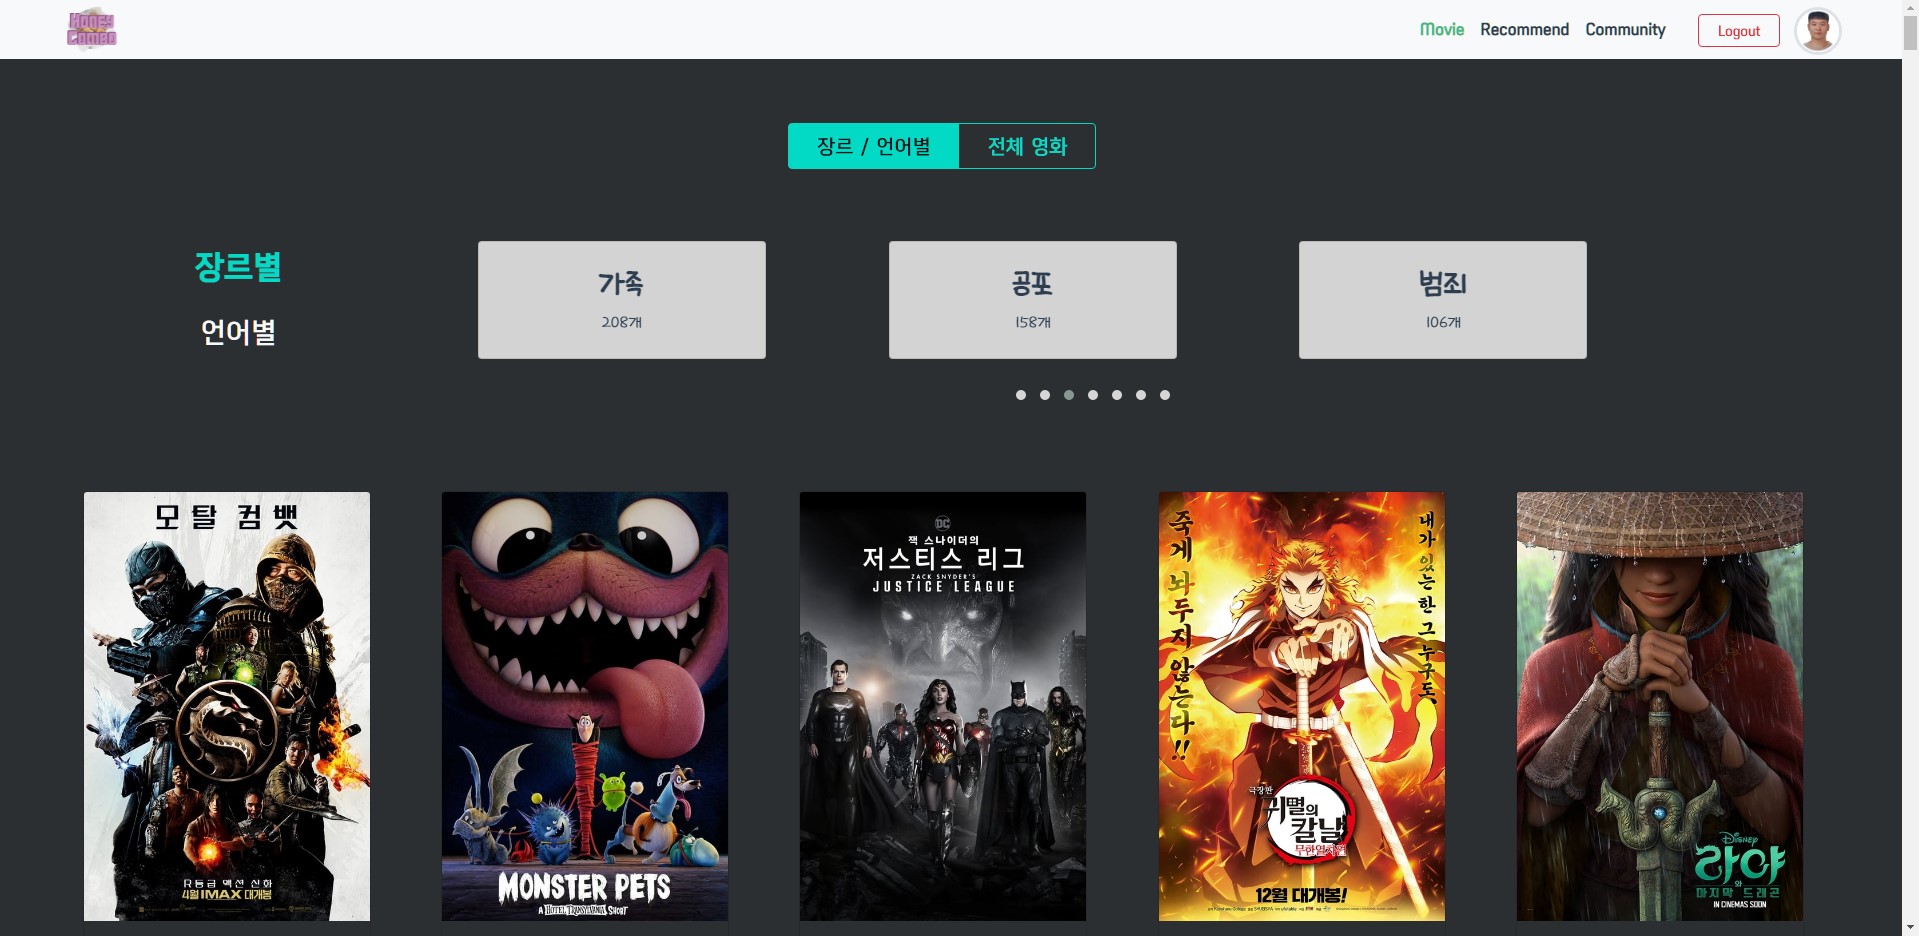 Honey
Combo
Movie
Recommend
Community
Logout
장르 / 언어별
전체 영화
장르별
언어별
가족
208개
공포
158개
범죄
106개
모탈 컴뱃
R등급 액션 신화
4월 IMAX 대개봉
MONSTER PETS
A HOTEL TRANSYLVANIA SHORT
DC
잭 스나이더의
저스티스 리그
ZACK SNYDER'S
JUSTICE LEAGUE
죽게 놔두지 않는다!!
내가 있는 한 그 누구도
극장판
귀멸의
칼날
무한열차편
12월 대개봉!
Disney
라야
와
마지막 드래곤
IN CINEMAS SOON